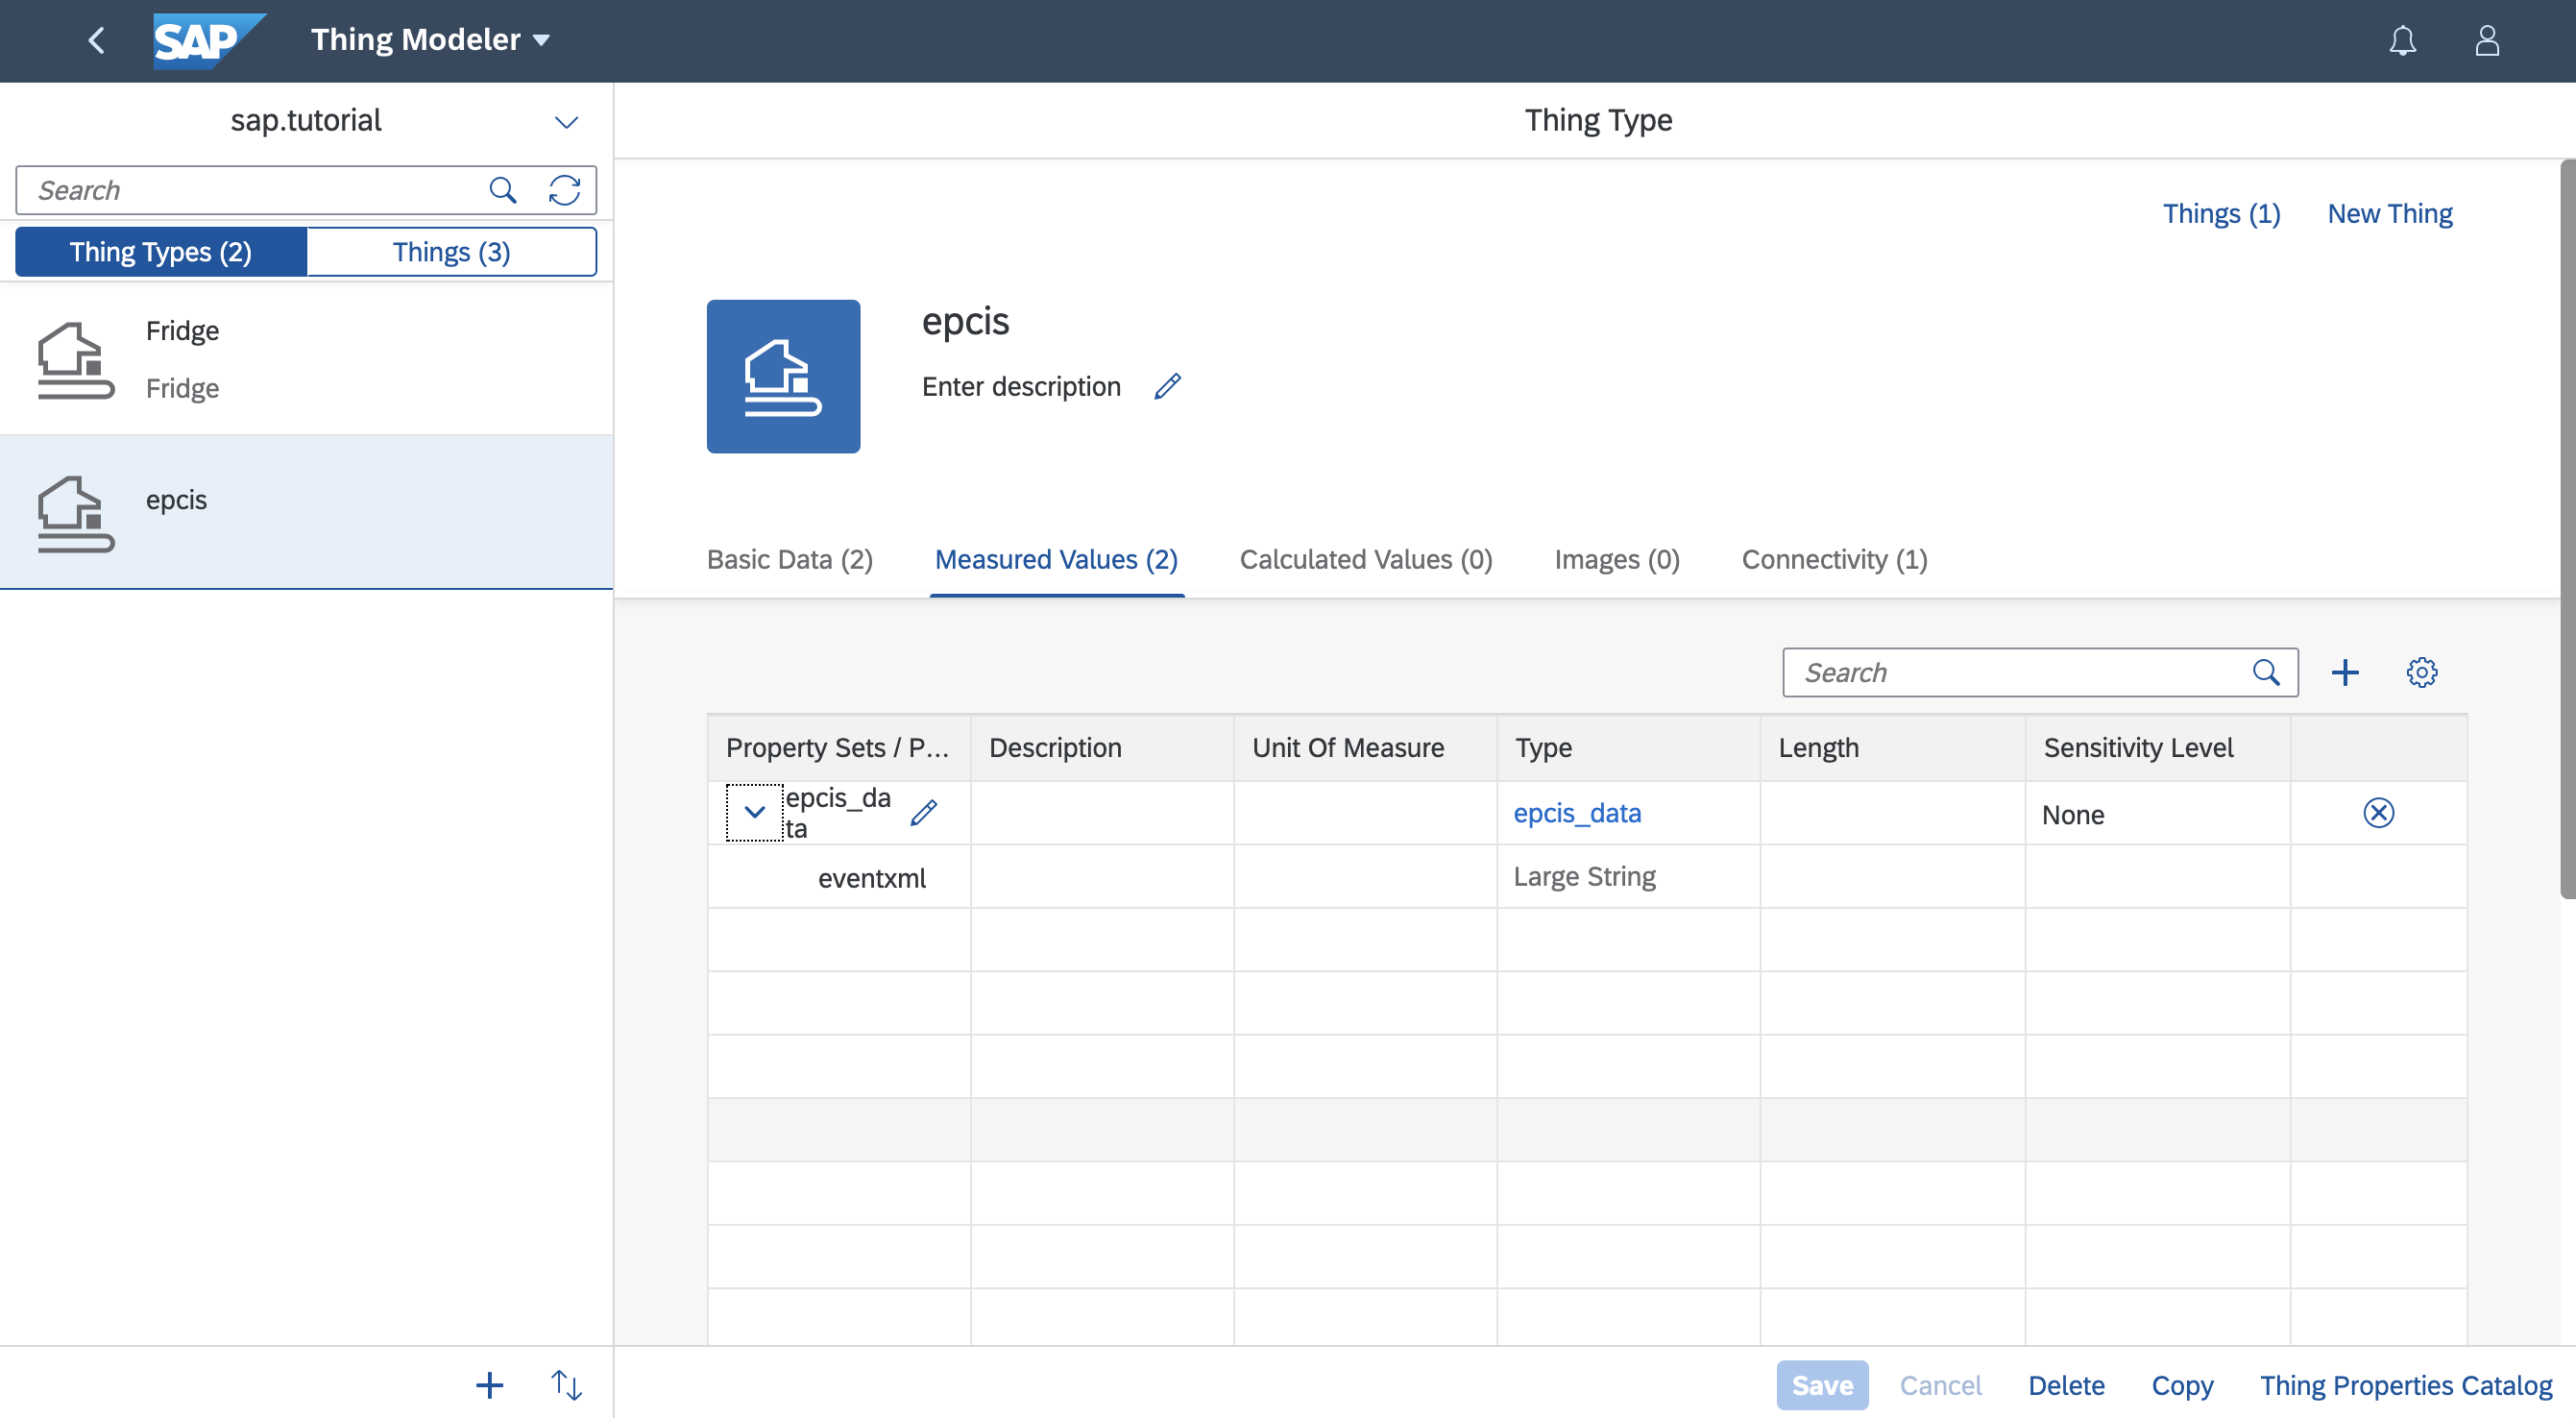 SAP Thing Modeler
sap.tutorial
Search
Thing Types (2) Things (3)
Fridge
Fridge
epcis
Thing Type
Things (1) New Thing
epcis
Enter description
Basic Data (2) Measured Values (2) Calculated Values (0) Images (0) Connectivity (1)
Search
Property Sets / P... Description Unit Of Measure Type Length Sensitivity Level
epcis_da
ta epcis_data None
eventxml Large String
Save Cancel Delete Copy Thing Properties Catalog